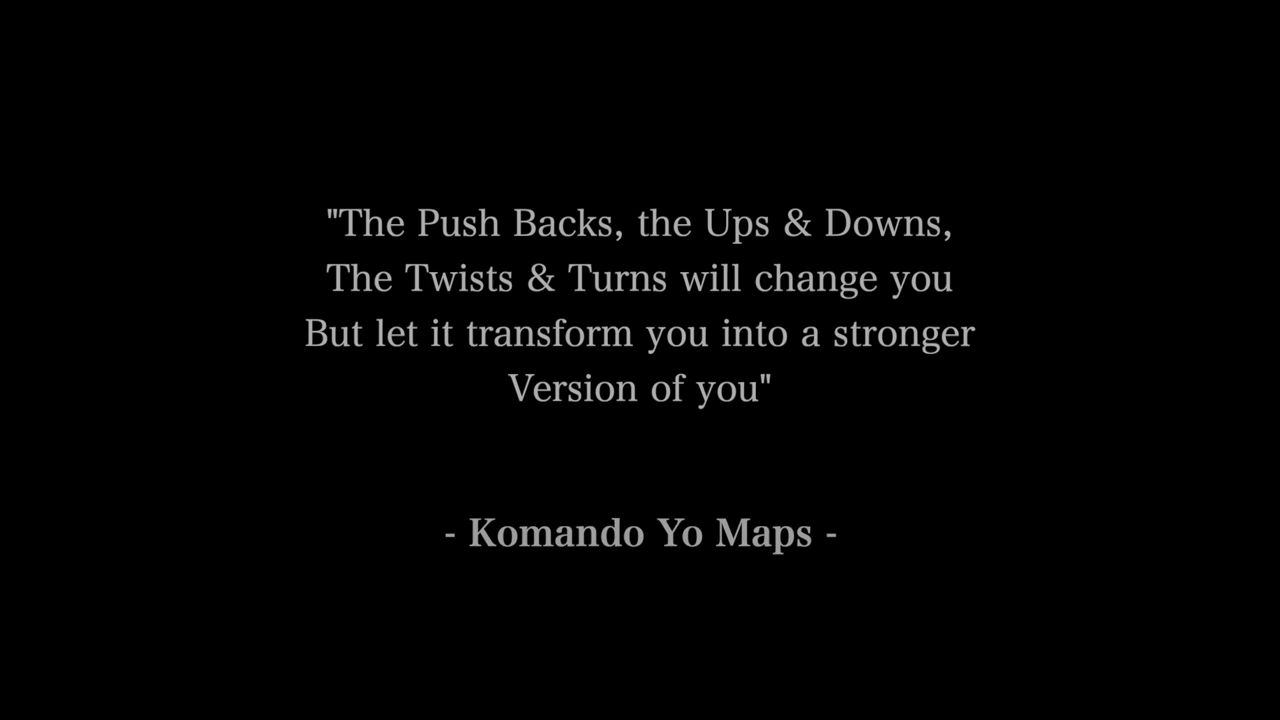 "The Push Backs, the Ups & Downs,
The Twists & Turns will change you
But let it transform you into a stronger
Version of you"
- Komando Yo Maps -